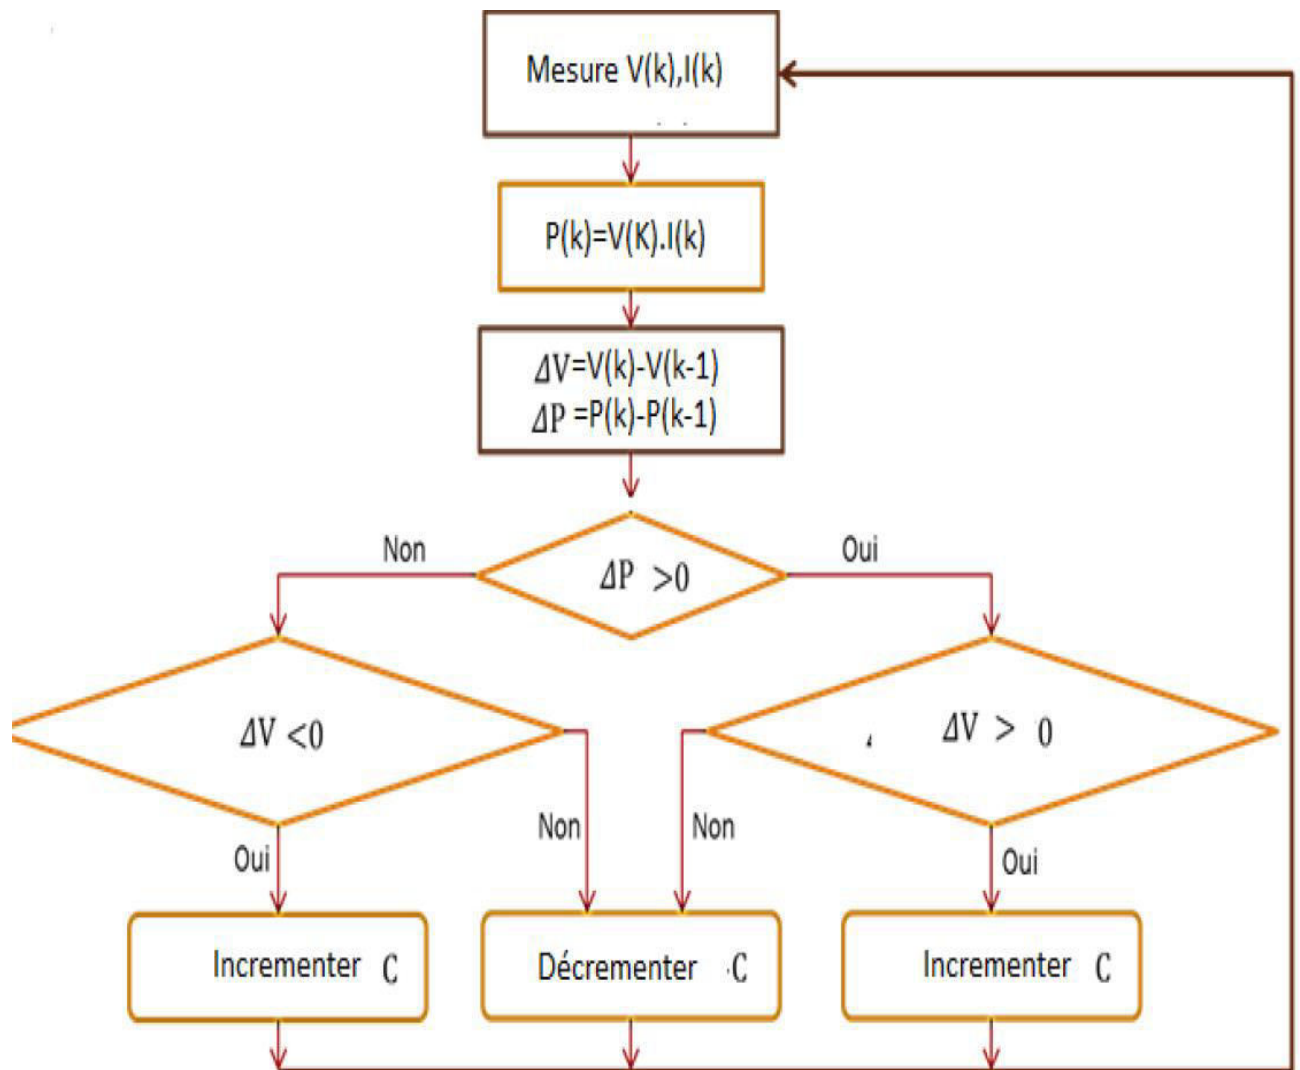 Mesure V(k),I(k)
P(k)=V(K).I(k)
ΔV=V(k)-V(k-1)
ΔP =P(k)-P(k-1)
Non
Oui
ΔP >0
ΔV <0
ΔV > 0
Non
Non
Oui
Oui
Incrementer C
Décrementer C
Incrementer C